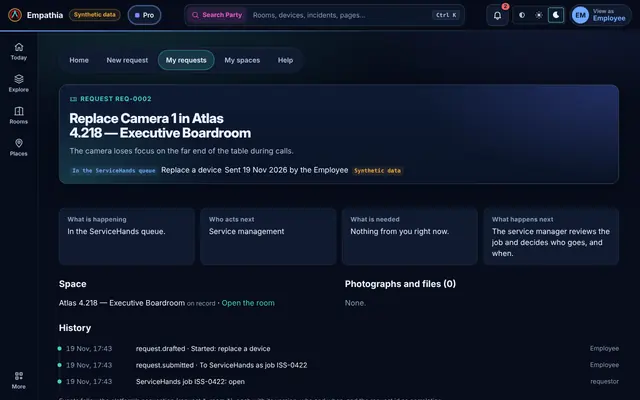 Empathia
Synthetic data
Pro
Search Party
Rooms, devices, incidents, pages...
Ctrl K
2
EM
View as
Employee
Today
Explore
Rooms
Places
More
Home
New request
My requests
My spaces
Help
REQUEST REQ-0002
Replace Camera 1 in Atlas
4.218 — Executive Boardroom
The camera loses focus on the far end of the table during calls.
In the ServiceHands queue Replace a device Sent 19 Nov 2026 by the Employee Synthetic data
What is happening
In the ServiceHands queue.
Who acts next
Service management
What is needed
Nothing from you right now.
What happens next
The service manager reviews the
job and decides who goes, and
when.
Space
Atlas 4.218 — Executive Boardroom on record · Open the room
Photographs and files (0)
None.
History
19 Nov, 17:43 request.drafted · Started: replace a device Employee
19 Nov, 17:43 request.submitted · To ServiceHands as job ISS-0422 Employee
19 Nov, 17:43 ServiceHands job ISS-0422: open requestor